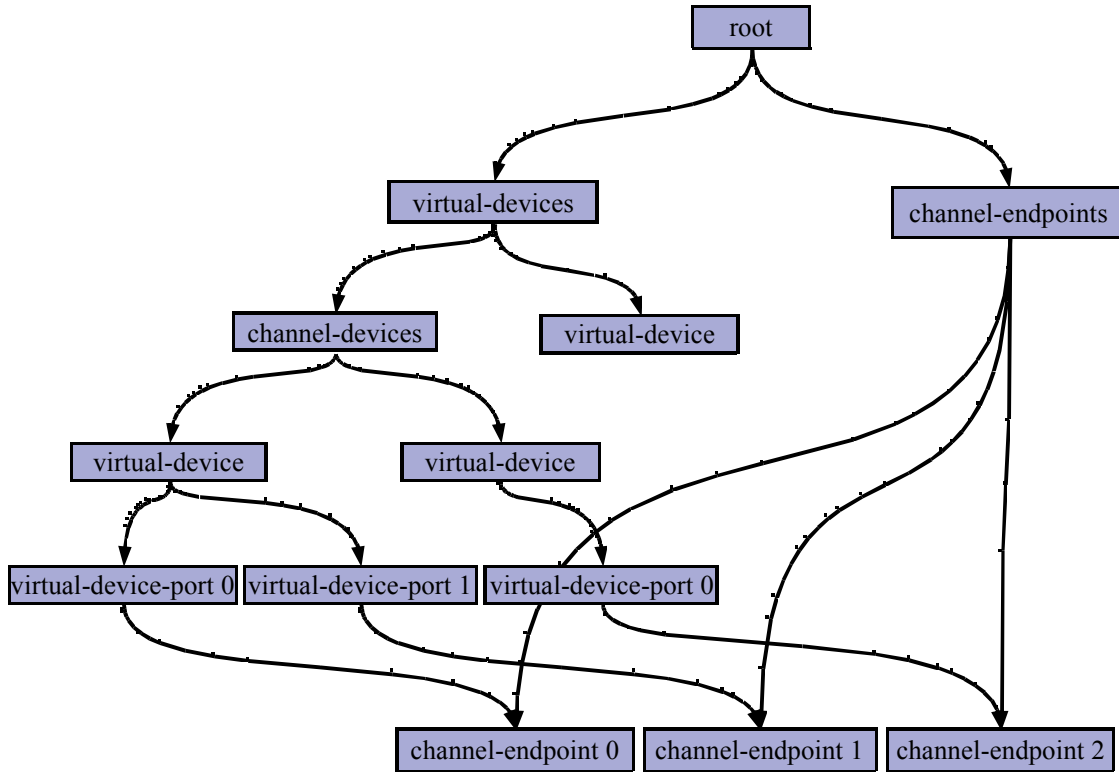 root
virtual-devices
channel-endpoints
channel-devices
virtual-device
virtual-device
virtual-device
virtual-device-port 0
virtual-device-port 1
virtual-device-port 0
channel-endpoint 0
channel-endpoint 1
channel-endpoint 2